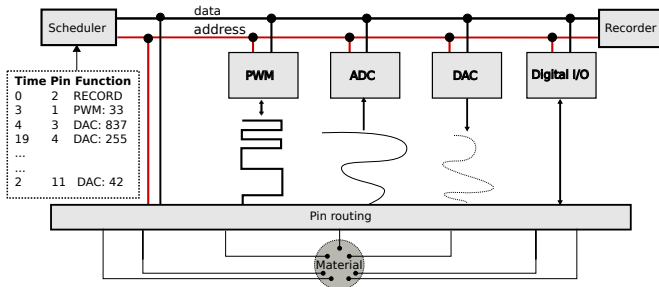 data
Scheduler
address
Recorder
Time Pin Function
0 2 RECORD
3 1 PWM: 33
4 3 DAC: 837
19 4 DAC: 255
...
...
2 11 DAC: 42
PWM
ADC
DAC
Digital I/O
Pin routing
Material